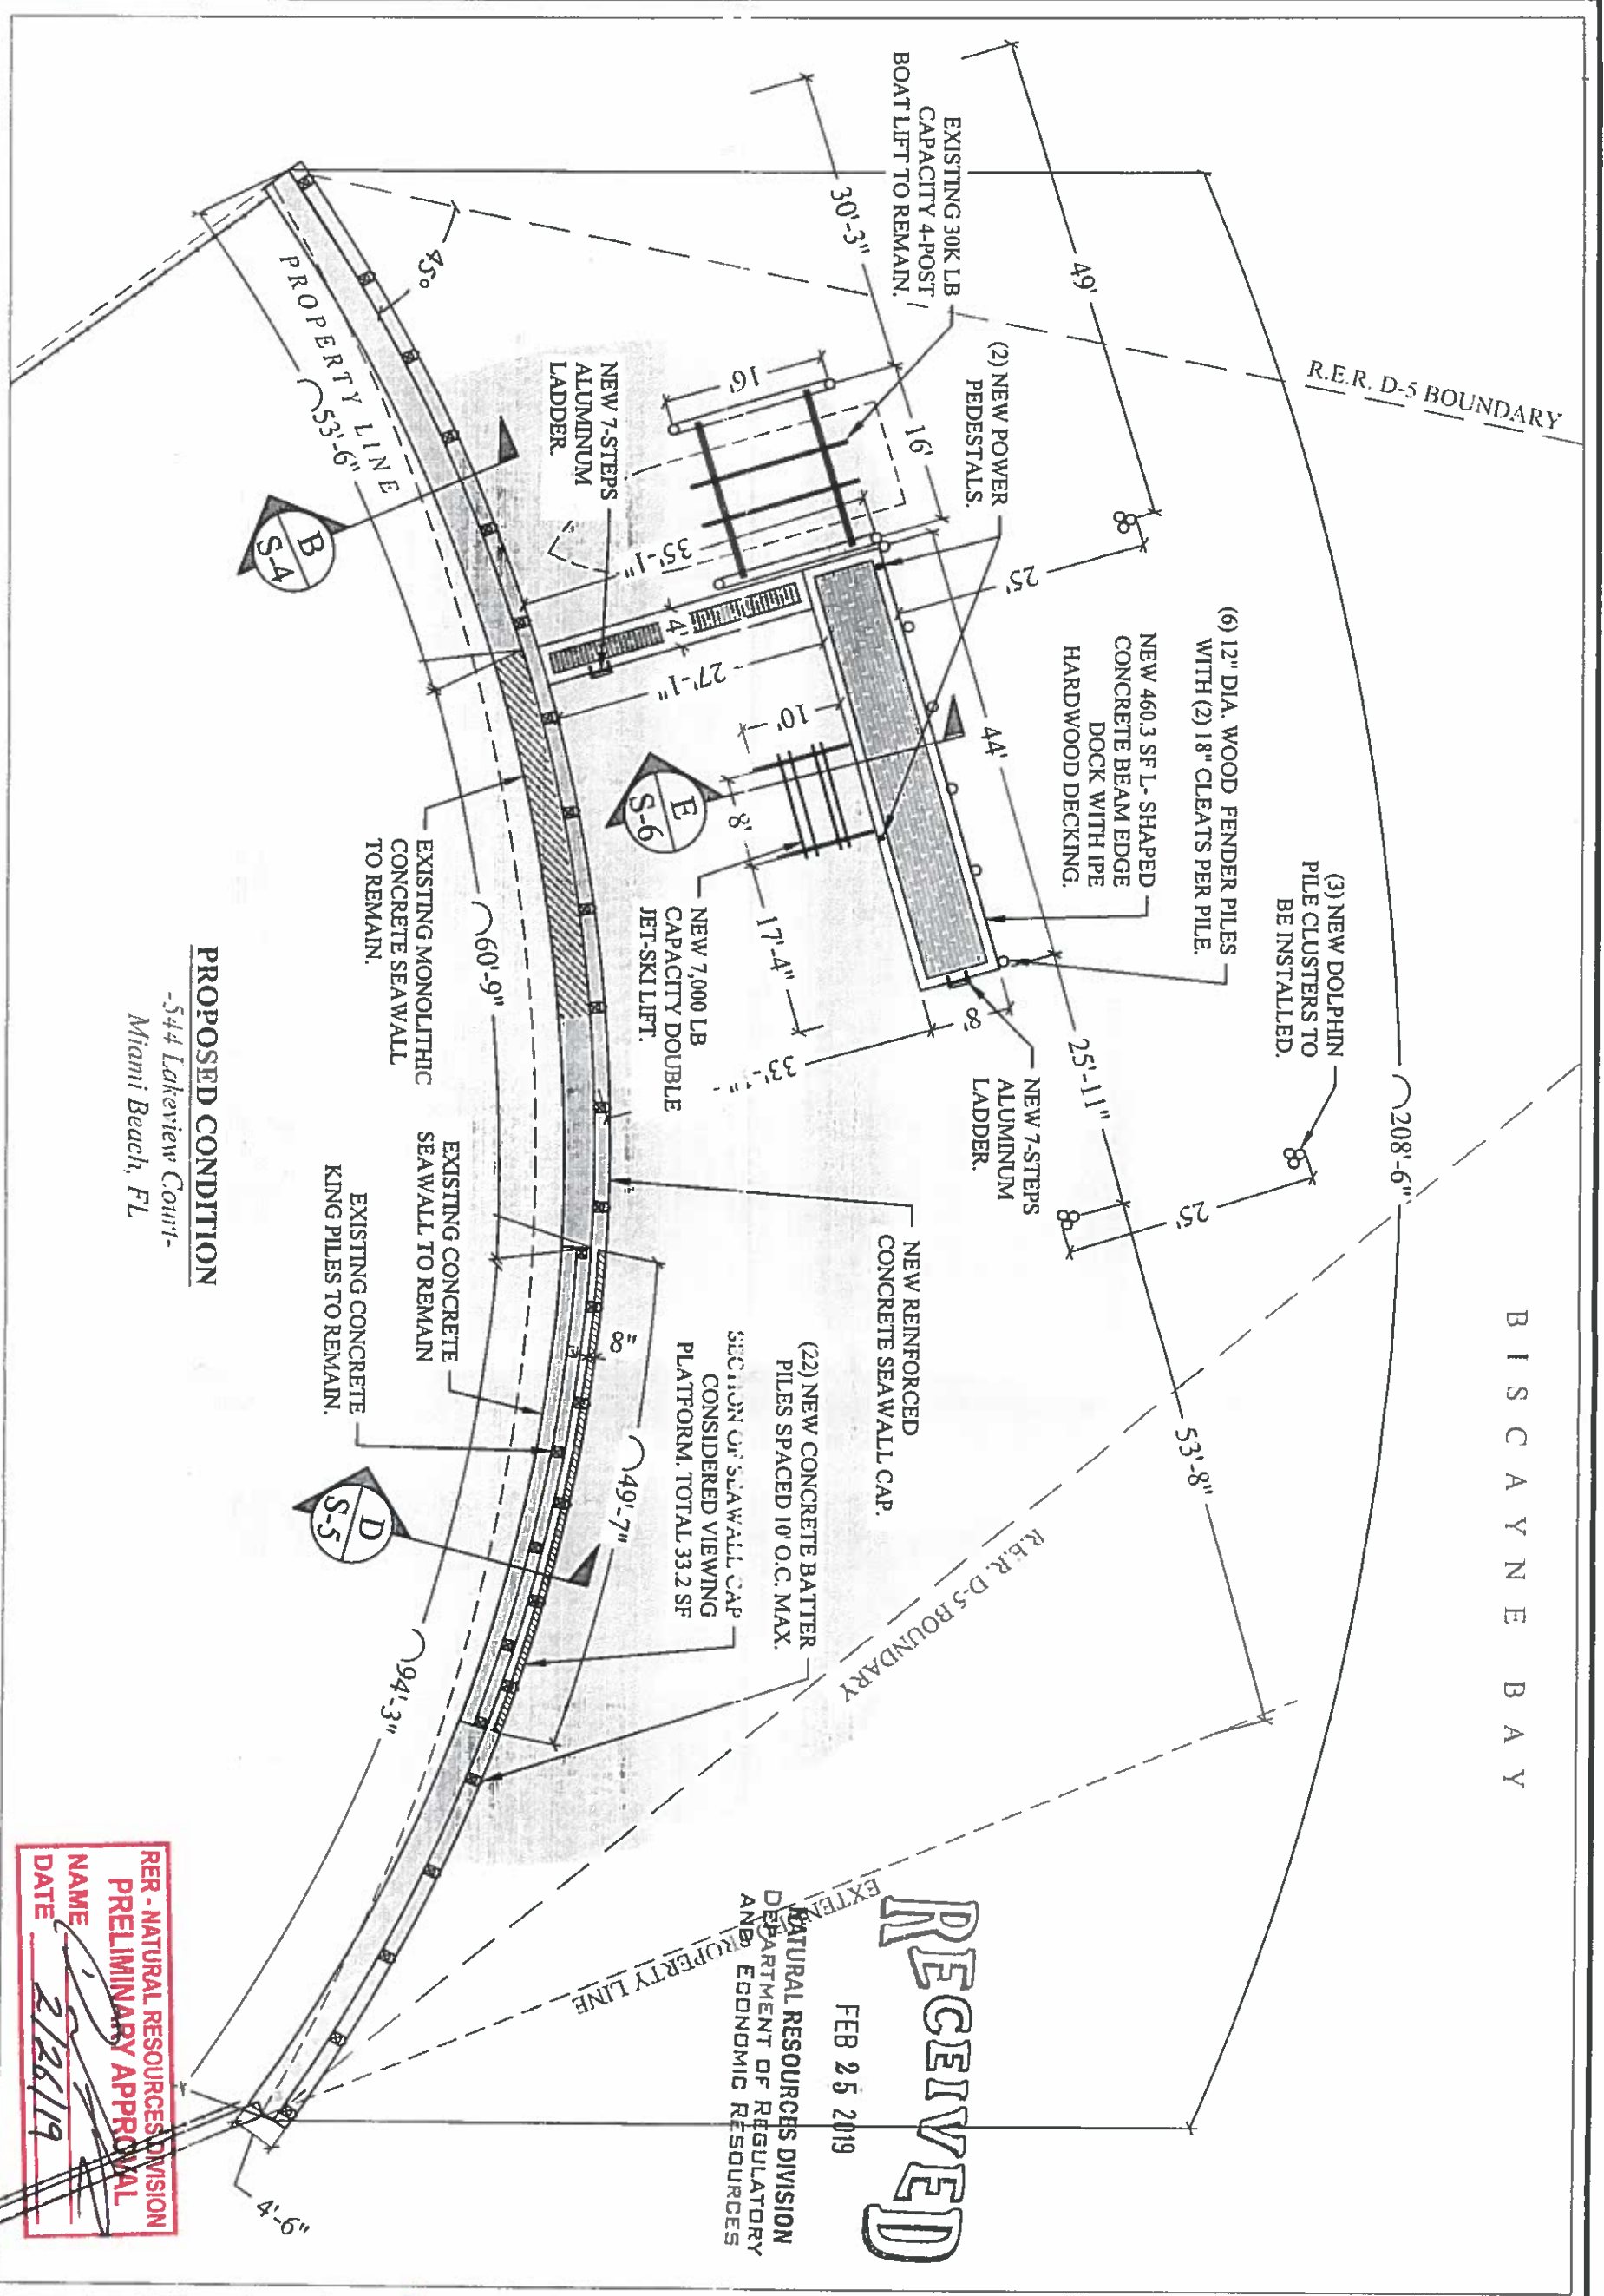 BISCAYNE BAY
R.E.R. D-5 BOUNDARY
208'-6"
49'
(3) NEW DOLPHIN
PILE CLUSTERS TO
BE INSTALLED.
(6) 12" DIA. WOOD FENDER PILES
WITH (2) 18" CLEATS PER PILE.
NEW 460.3 SF L- SHAPED
CONCRETE BEAM EDGE
DOCK WITH IPE
HARDWOOD DECKING.
25'
25'
44'
25'-11"
53'-8"
(2) NEW POWER
PEDESTALS.
EXISTING 30K LB
CAPACITY 4-POST
BOAT LIFT TO REMAIN.
30'-3"
16'
16'
NEW 7-STEPS
ALUMINUM
LADDER.
8'
NEW 7-STEPS
ALUMINUM
LADDER.
35'-1"
4'
27'-1"
10'
8'
17'-4"
NEW 7,000 LB
CAPACITY DOUBLE
JET-SKI LIFT.
E
S-6
NEW REINFORCED
CONCRETE SEAWALL CAP.
(22) NEW CONCRETE BATTER
PILES SPACED 10' O.C. MAX.
SECTION OF SEAWALL CAP
CONSIDERED VIEWING
PLATFORM. TOTAL 33.2 SF
R.E.R. D-5 BOUNDARY
EXTENDED PROPERTY LINE
45°
PROPERTY LINE
53'-6"
B
S-4
60'-9"
8"
49'-7"
94'-3"
4'-6"
D
S-5
EXISTING MONOLITHIC
CONCRETE SEAWALL
TO REMAIN.
EXISTING CONCRETE
SEAWALL TO REMAIN
EXISTING CONCRETE
KING PILES TO REMAIN.
PROPOSED CONDITION
-544 Lakeview Court-
Miami Beach, FL
RECEIVED
FEB 25 2019
NATURAL RESOURCES DIVISION
DEPARTMENT OF REGULATORY
AND ECONOMIC RESOURCES
RER - NATURAL RESOURCES DIVISION
PRELIMINARY APPROVAL
NAME
DATE 2/26/19